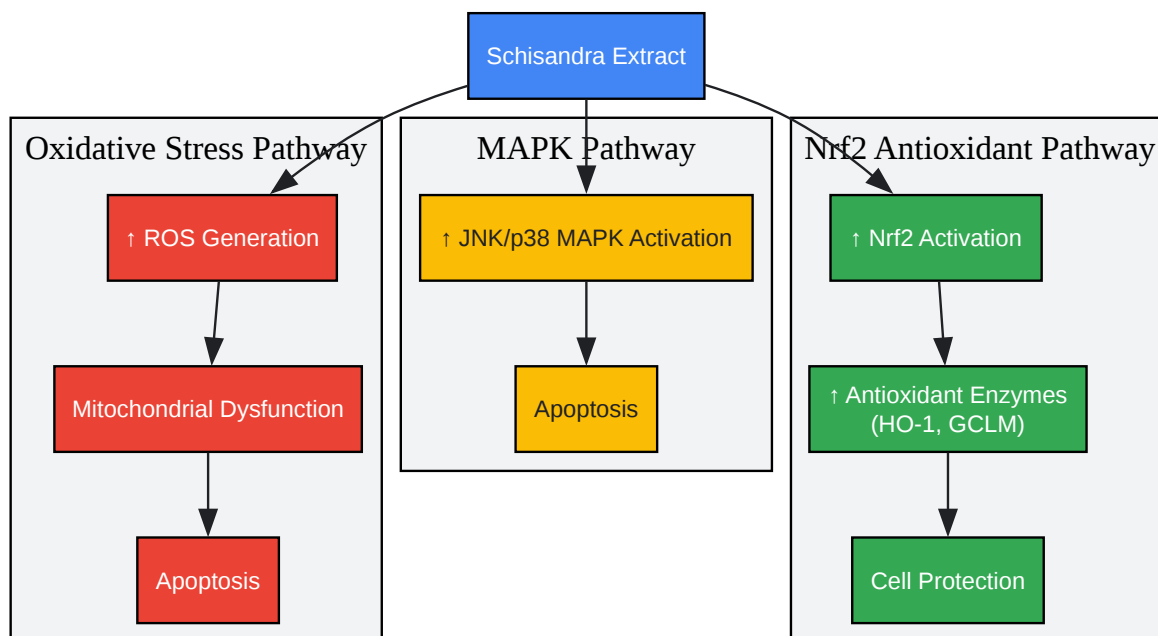 Schisandra Extract
Oxidative Stress Pathway
↑ ROS Generation
Mitochondrial Dysfunction
Apoptosis
MAPK Pathway
↑ JNK/p38 MAPK Activation
Apoptosis
Nrf2 Antioxidant Pathway
↑ Nrf2 Activation
↑ Antioxidant Enzymes
(HO-1, GCLM)
Cell Protection